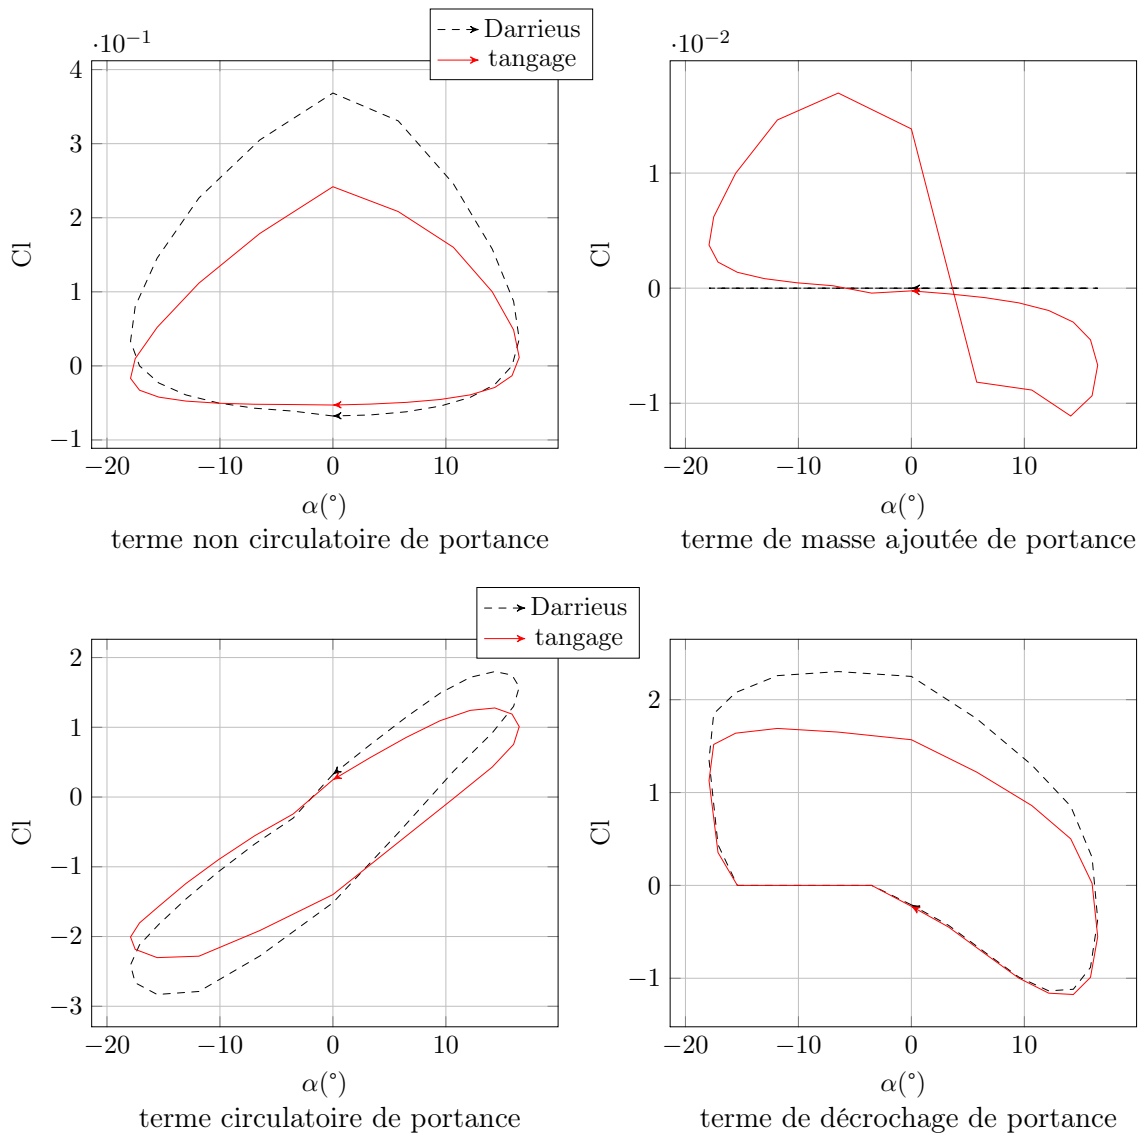 ·10⁻¹
Darrieus
tangage
4
3
2
1
0
−1
−20
−10
0
10
Cl
α(°)
terme non circulatoire de portance
·10⁻²
1
0
−1
−20
−10
0
10
Cl
α(°)
terme de masse ajoutée de portance
Darrieus
tangage
2
1
0
−1
−2
−3
−20
−10
0
10
Cl
α(°)
terme circulatoire de portance
2
1
0
−1
−20
−10
0
10
Cl
α(°)
terme de décrochage de portance